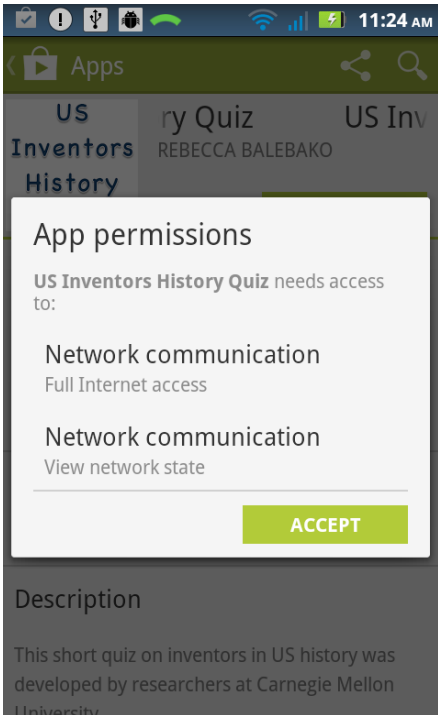 11:24 AM
Apps
US
Inventors
History
ry Quiz US Inv
REBECCA BALEBAKO
App permissions
US Inventors History Quiz needs access
to:
Network communication
Full Internet access
Network communication
View network state
ACCEPT
Description
This short quiz on inventors in US history was
developed by researchers at Carnegie Mellon
University